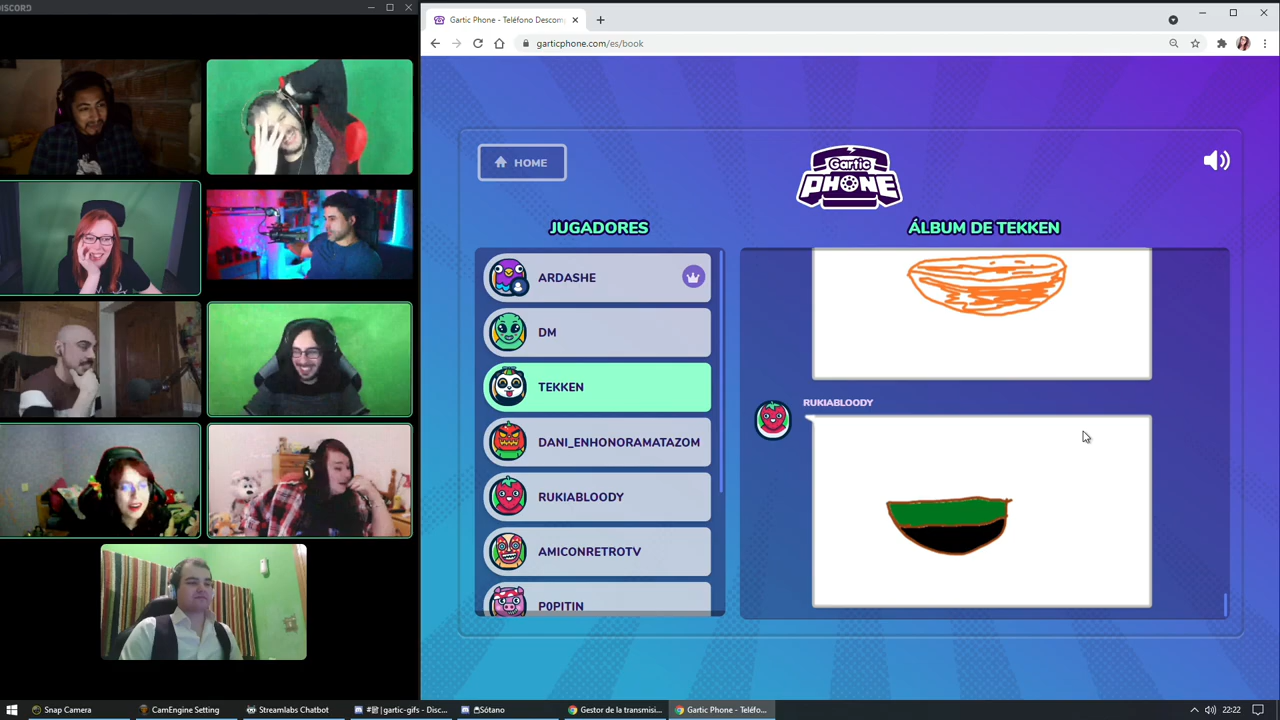 DISCORD
Gartic Phone - Teléfono Descom
garticphone.com/es/book
HOME
Gartic
PHONE
JUGADORES
ÁLBUM DE TEKKEN
ARDASHE
DM
TEKKEN
DANI_ENHONORAMATAZOM
RUKIABLOODY
AMICONRETROTV
P0PITIN
RUKIABLOODY
Snap Camera
CamEngine Setting
Streamlabs Chatbot
gartic-gifs - Disc...
Sótano
Gestor de la transmisi...
Gartic Phone - Teléfo...
22:22